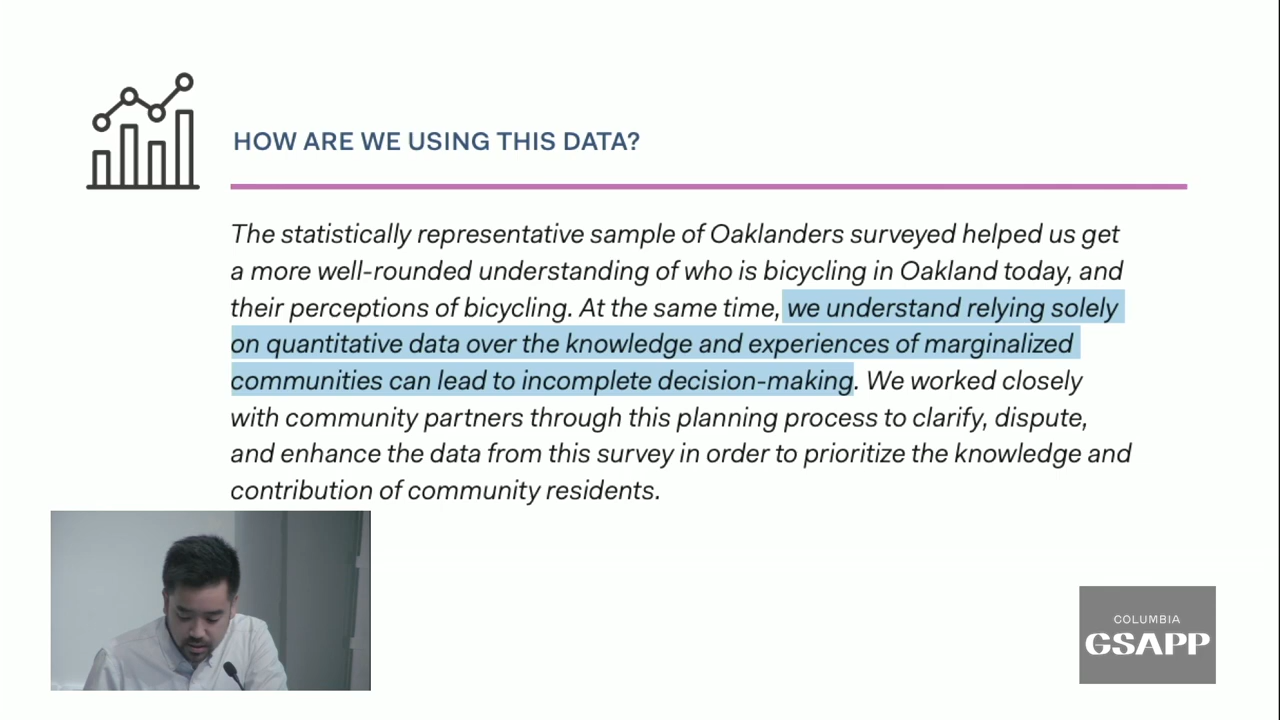 HOW ARE WE USING THIS DATA?
The statistically representative sample of Oaklanders surveyed helped us get
a more well-rounded understanding of who is bicycling in Oakland today, and
their perceptions of bicycling. At the same time, we understand relying solely
on quantitative data over the knowledge and experiences of marginalized
communities can lead to incomplete decision-making. We worked closely
with community partners through this planning process to clarify, dispute,
and enhance the data from this survey in order to prioritize the knowledge and
contribution of community residents.
COLUMBIA
GSAPP